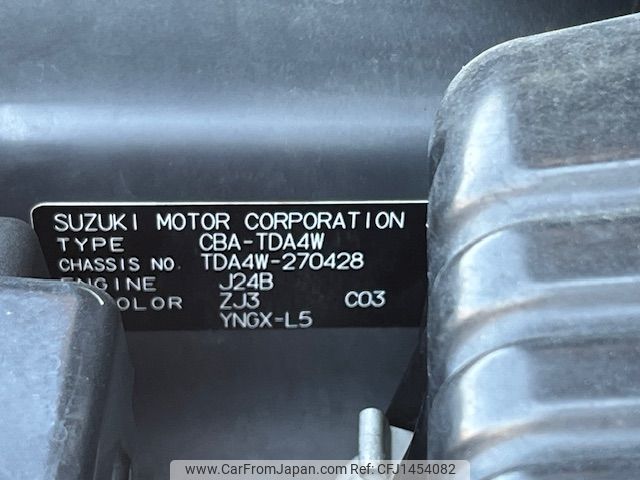 SUZUKI MOTOR CORPORATION
TYPE CBA-TDA4W
CHASSIS NO. TDA4W-270428
ENGINE J24B
COLOR ZJ3 C03
YNGX-L5
www.CarFromJapan.com | CFJ1454082